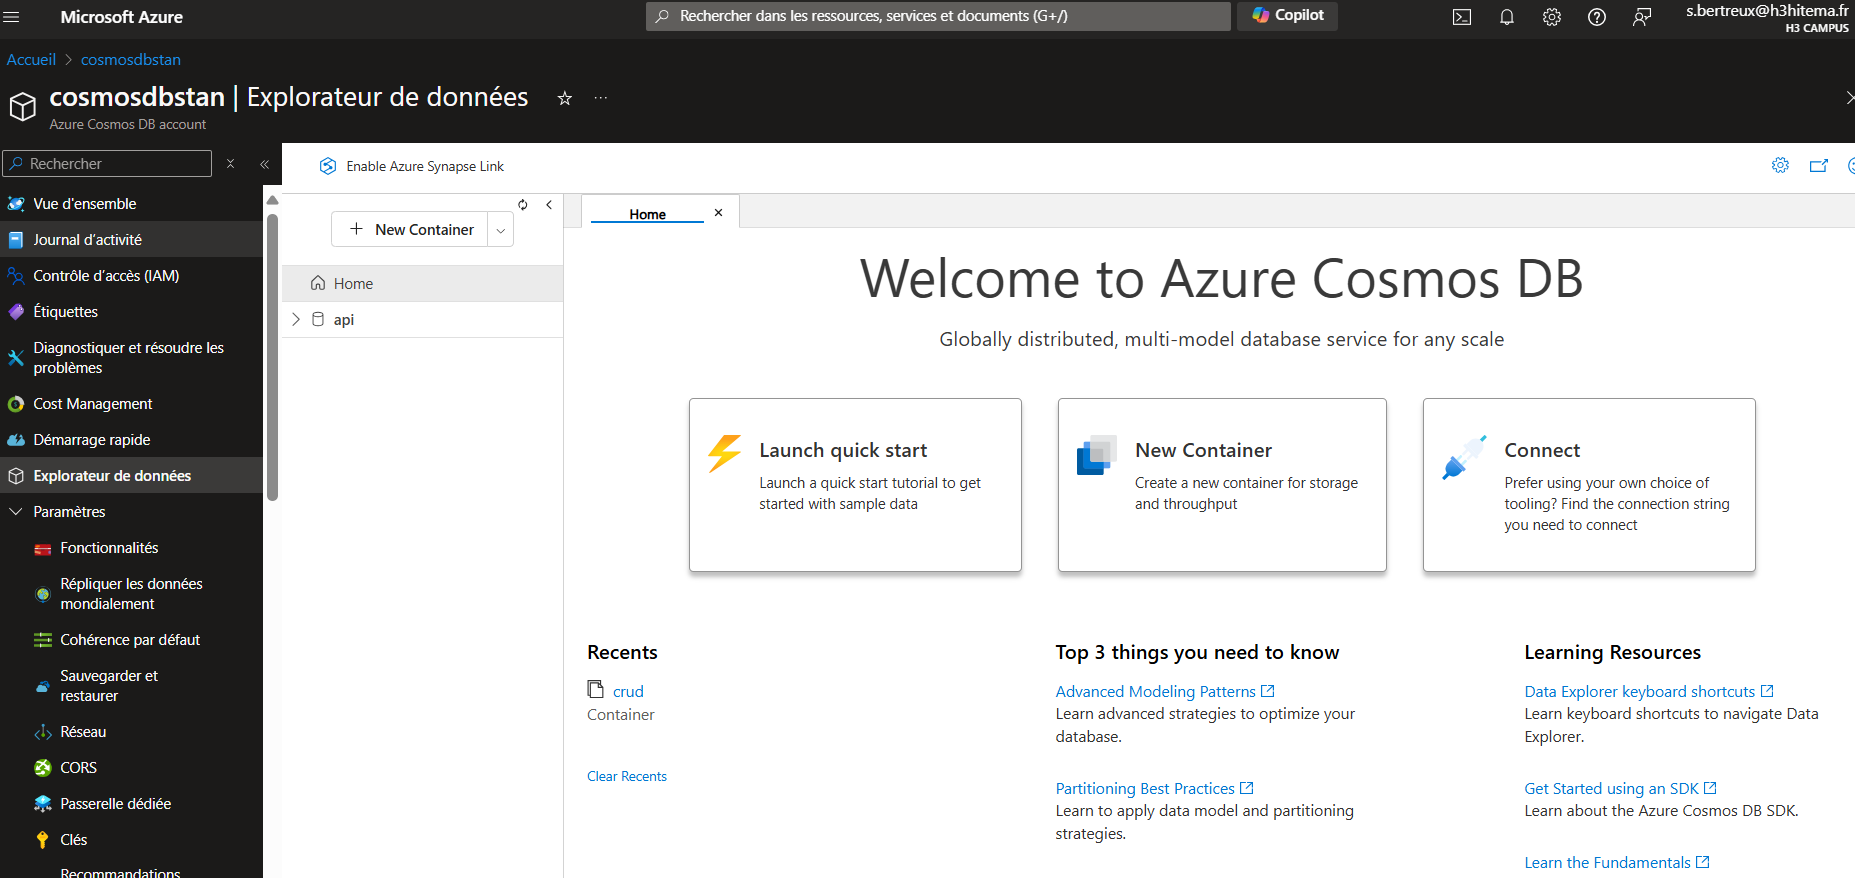 Microsoft Azure
Rechercher dans les ressources, services et documents (G+/)
Copilot
s.bertreux@h3hitema.fr
H3 CAMPUS
Accueil > cosmosdbstan
cosmosdbstan | Explorateur de données
Azure Cosmos DB account
Rechercher
Vue d'ensemble
Journal d'activité
Contrôle d'accès (IAM)
Étiquettes
Diagnostiquer et résoudre les
problèmes
Cost Management
Démarrage rapide
Explorateur de données
Paramètres
Fonctionnalités
Répliquer les données
mondialement
Cohérence par défaut
Sauvegarder et
restaurer
Réseau
CORS
Passerelle dédiée
Clés
Recommandations
Enable Azure Synapse Link
New Container
Home
api
Home
Welcome to Azure Cosmos DB
Globally distributed, multi-model database service for any scale
Launch quick start
Launch a quick start tutorial to get
started with sample data
New Container
Create a new container for storage
and throughput
Connect
Prefer using your own choice of
tooling? Find the connection string
you need to connect
Recents
crud
Container
Clear Recents
Top 3 things you need to know
Advanced Modeling Patterns
Learn advanced strategies to optimize your
database.
Partitioning Best Practices
Learn to apply data model and partitioning
strategies.
Learning Resources
Data Explorer keyboard shortcuts
Learn keyboard shortcuts to navigate Data
Explorer.
Get Started using an SDK
Learn about the Azure Cosmos DB SDK.
Learn the Fundamentals